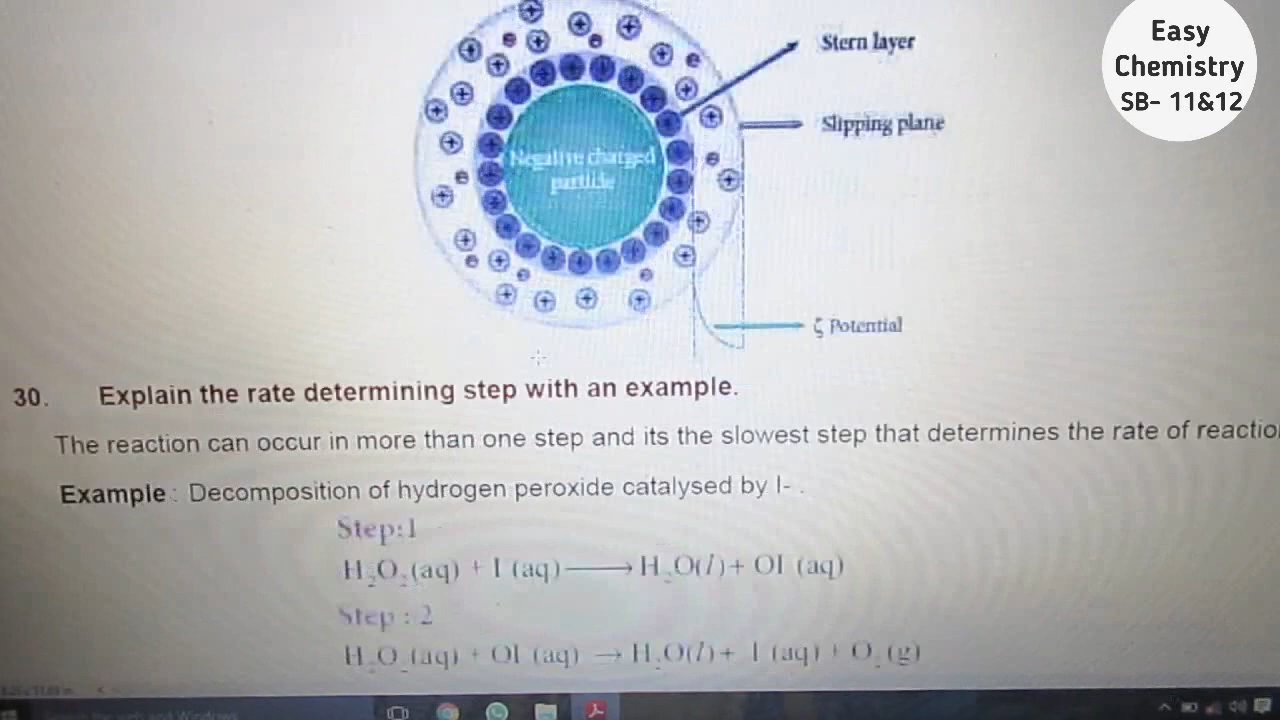 Easy
Chemistry
SB- 11&12
Stern layer
Slipping plane
Negative charged
particle
ζ Potential
30. Explain the rate determining step with an example.
The reaction can occur in more than one step and its the slowest step that determines the rate of reactio
Example : Decomposition of hydrogen peroxide catalysed by I- .
Step:1
H₂O₂(aq) + I (aq) ⟶ H₂O(l) + OI (aq)
Step : 2
H₂O₂(aq) + OI (aq) → H₂O(l) + I (aq) + O₂(g)